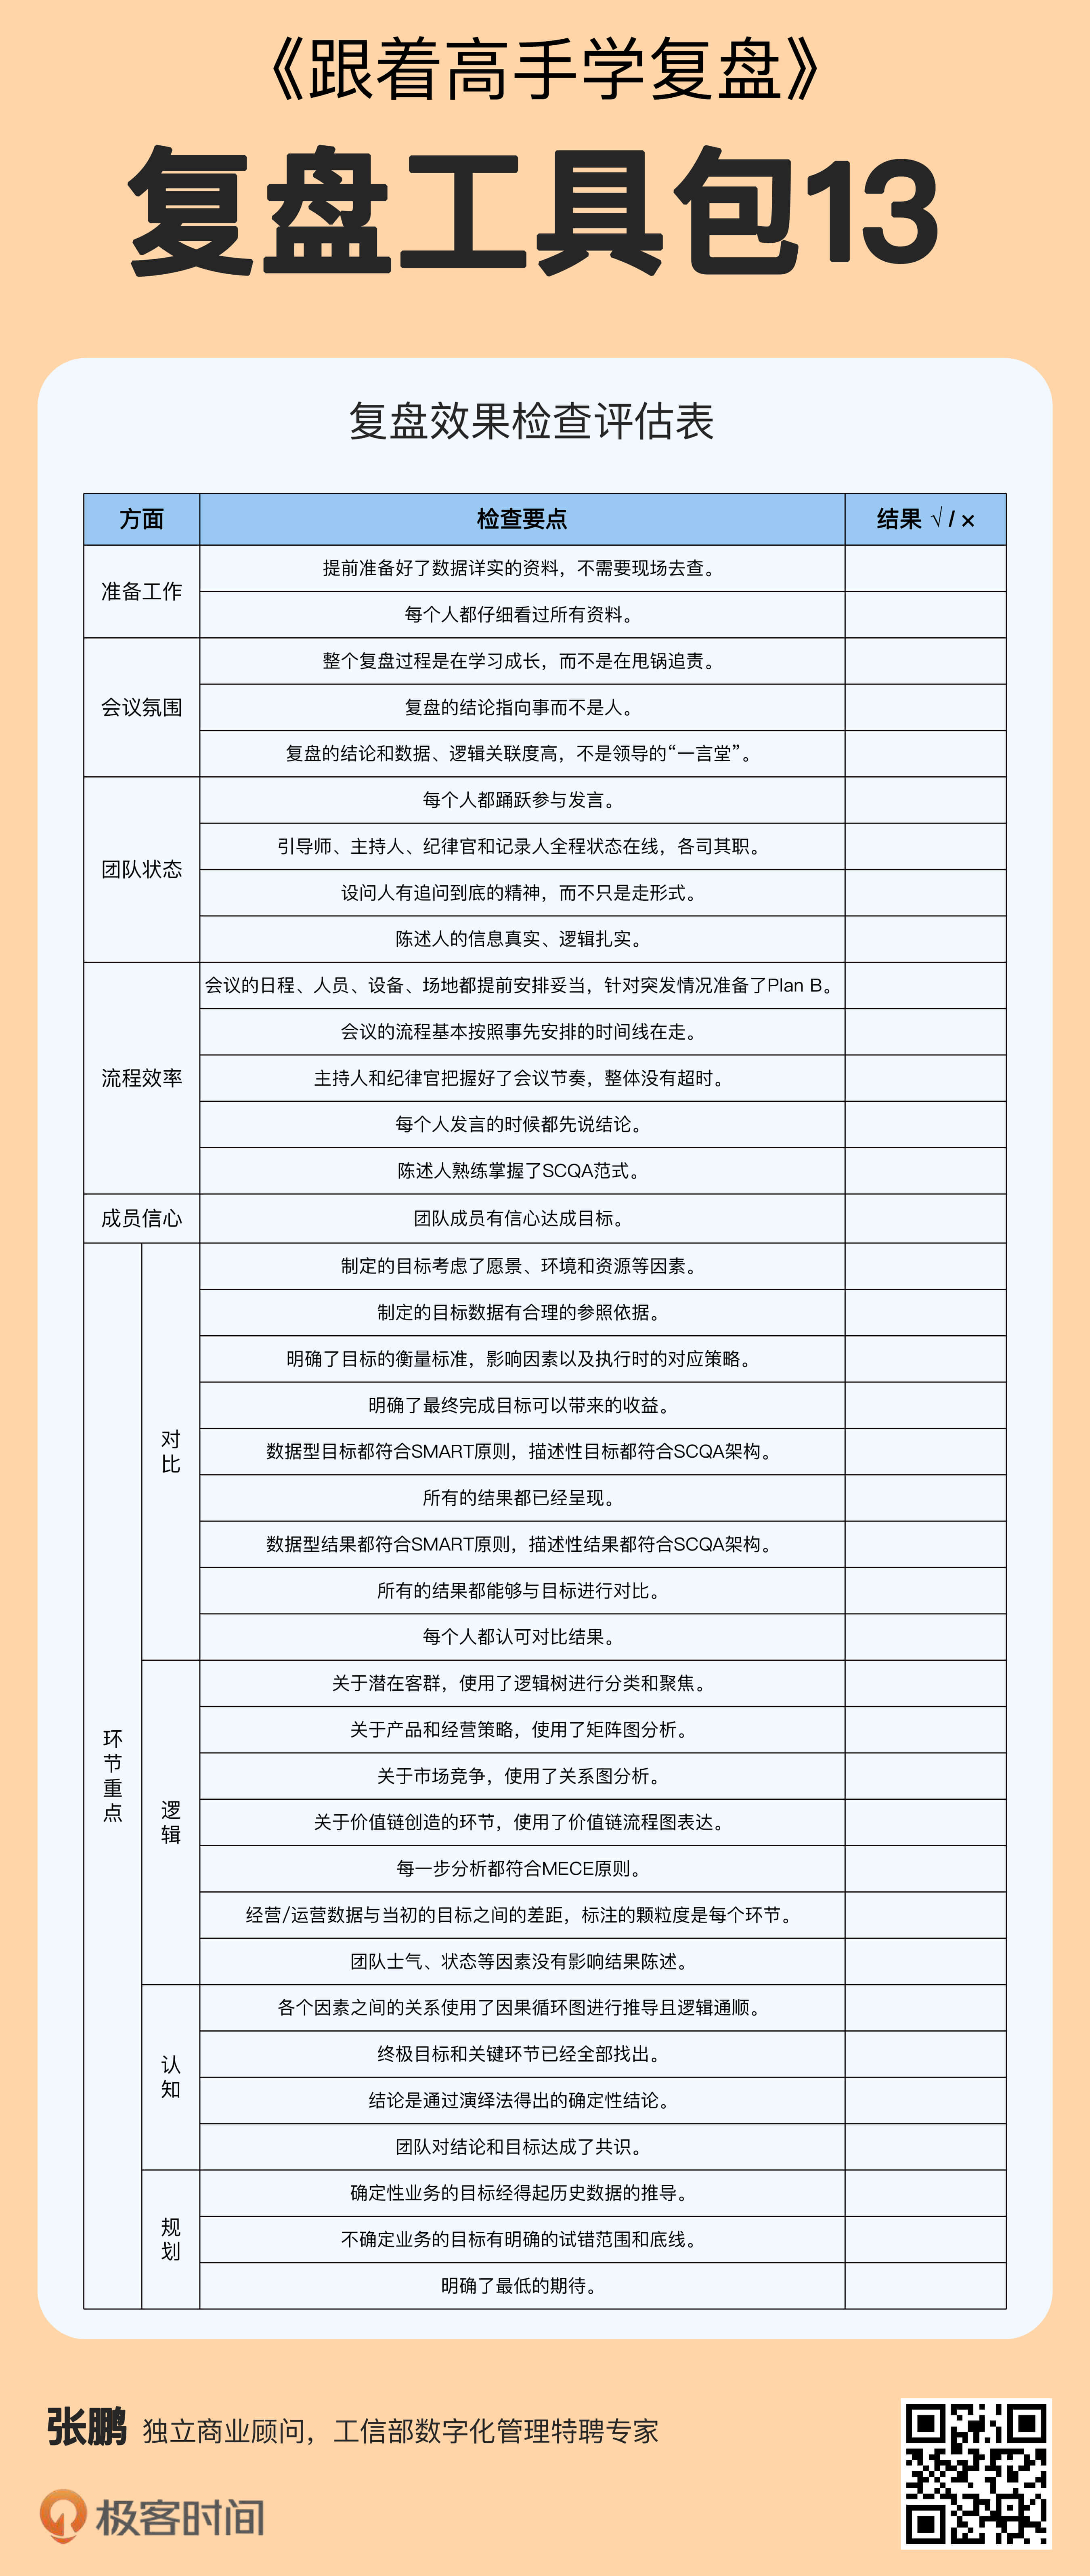 《跟着高手学复盘》
复盘工具包13
复盘效果检查评估表
方面 检查要点 结果 √ / ×
准备工作
提前准备好了数据详实的资料，不需要现场去查。
每个人都仔细看过所有资料。
会议氛围
整个复盘过程是在学习成长，而不是在甩锅追责。
复盘的结论指向事而不是人。
复盘的结论和数据、逻辑关联度高，不是领导的“一言堂”。
团队状态
每个人都踊跃参与发言。
引导师、主持人、纪律官和记录人全程状态在线，各司其职。
设问人有追问到底的精神，而不只是走形式。
陈述人的信息真实、逻辑扎实。
流程效率
会议的日程、人员、设备、场地都提前安排妥当，针对突发情况准备了Plan B。
会议的流程基本按照事先安排的时间线在走。
主持人和纪律官把握好了会议节奏，整体没有超时。
每个人发言的时候都先说结论。
陈述人熟练掌握了SCQA范式。
成员信心
团队成员有信心达成目标。
环节重点
对比
制定的目标考虑了愿景、环境和资源等因素。
制定的目标数据有合理的参照依据。
明确了目标的衡量标准，影响因素以及执行时的对应策略。
明确了最终完成目标可以带来的收益。
数据型目标都符合SMART原则，描述性目标都符合SCQA架构。
所有的结果都已经呈现。
数据型结果都符合SMART原则，描述性结果都符合SCQA架构。
所有的结果都能够与目标进行对比。
每个人都认可对比结果。
逻辑
关于潜在客群，使用了逻辑树进行分类和聚焦。
关于产品和经营策略，使用了矩阵图分析。
关于市场竞争，使用了关系图分析。
关于价值链创造的环节，使用了价值链流程图表达。
每一步分析都符合MECE原则。
经营/运营数据与当初的目标之间的差距，标注的颗粒度是每个环节。
团队士气、状态等因素没有影响结果陈述。
认知
各个因素之间的关系使用了因果循环图进行推导且逻辑通顺。
终极目标和关键环节已经全部找出。
结论是通过演绎法得出的确定性结论。
团队对结论和目标达成了共识。
规划
确定性业务的目标经得起历史数据的推导。
不确定业务的目标有明确的试错范围和底线。
明确了最低的期待。
张鹏 独立商业顾问，工信部数字化管理特聘专家
极客时间